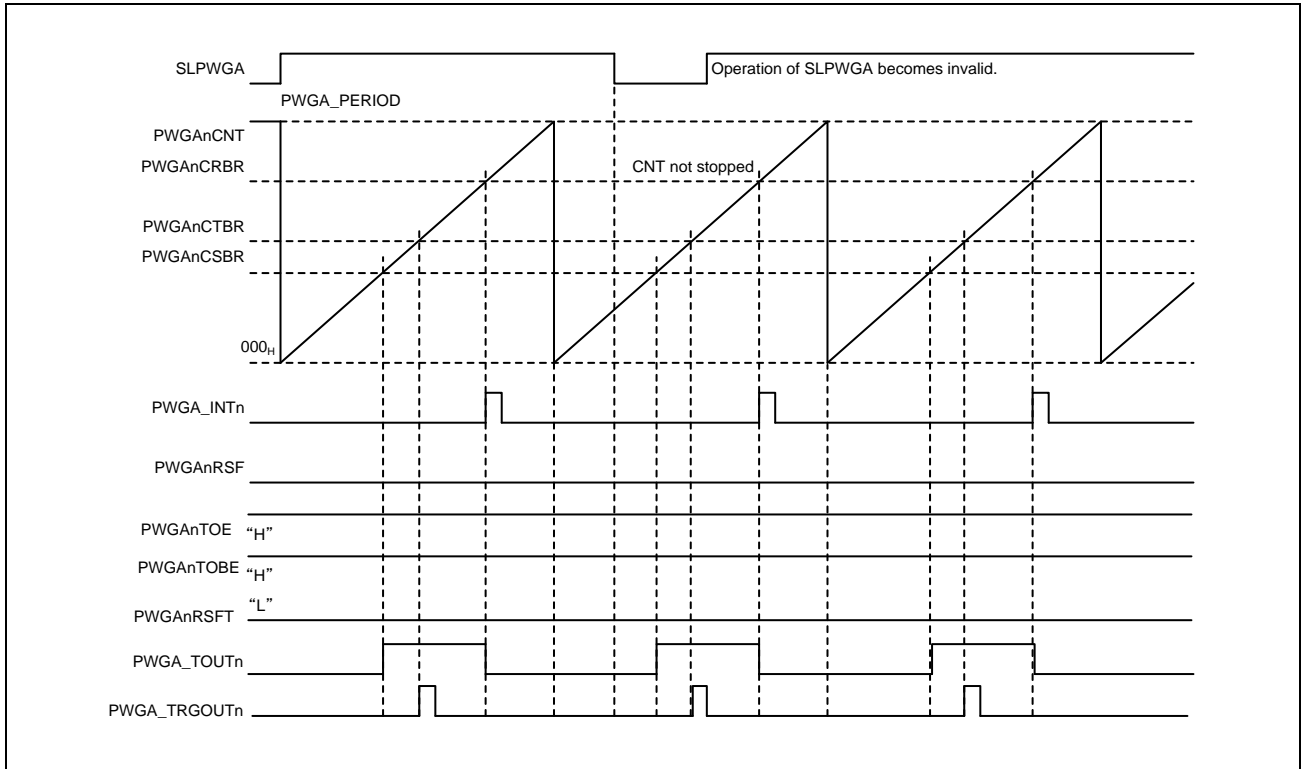 SLPWGA
Operation of SLPWGA becomes invalid.
PWGA_PERIOD
PWGAnCNT
PWGAnCRBR
CNT not stopped
PWGAnCTBR
PWGAnCSBR
000H
PWGA_INTn
PWGAnRSF
PWGAnTOE “H”
PWGAnTOBE “H”
PWGAnRSFT “L”
PWGA_TOUTn
PWGA_TRGOUTn